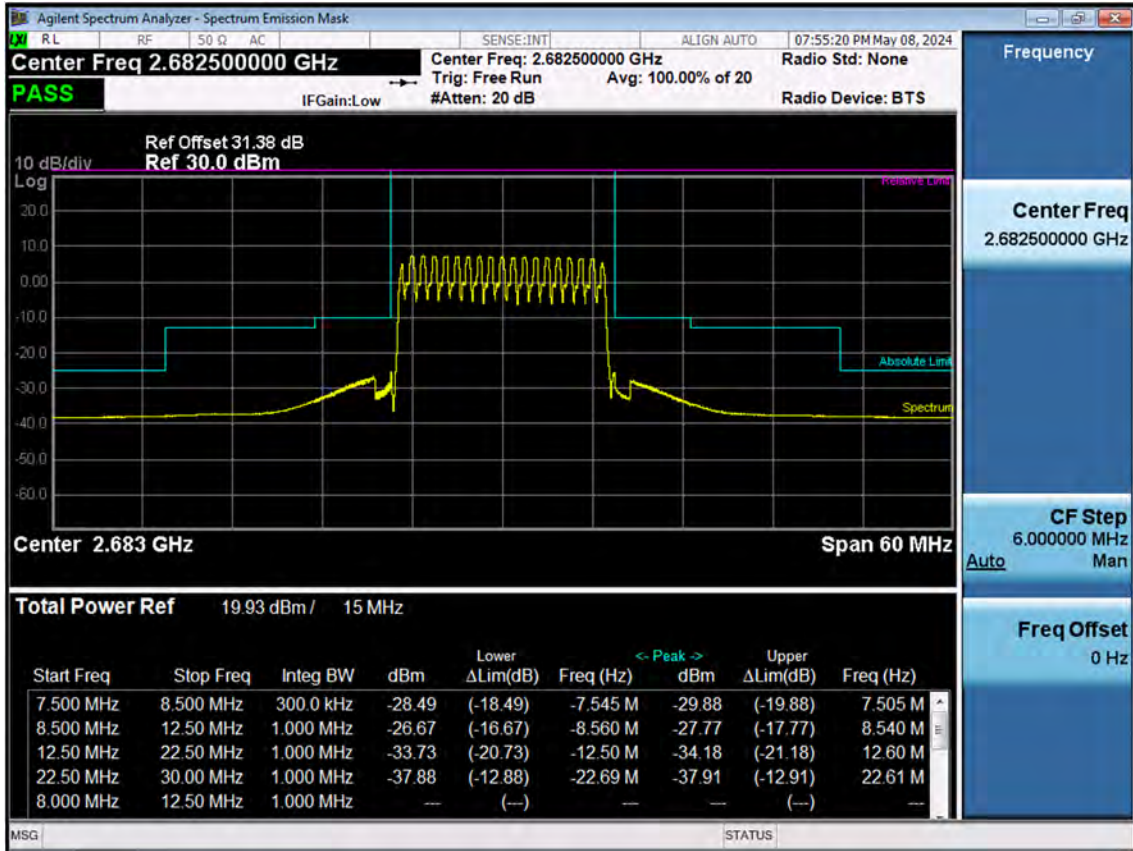 Agilent Spectrum Analyzer - Spectrum Emission Mask
LXI RL RF 50 Ω AC SENSE:INT ALIGN AUTO 07:55:20 PM May 08, 2024
Center Freq 2.682500000 GHz
Center Freq: 2.682500000 GHz
Radio Std: None
Trig: Free Run Avg: 100.00% of 20
PASS
IFGain:Low
#Atten: 20 dB
Radio Device: BTS
Ref Offset 31.38 dB
10 dB/div Ref 30.0 dBm
Log
Relative Limit
20.0
10.0
0.00
-10.0
-20.0
Absolute Limit
-30.0
Spectrum
-40.0
-50.0
-60.0
Center 2.683 GHz Span 60 MHz
Total Power Ref 19.93 dBm / 15 MHz
Lower <- Peak -> Upper
Start Freq Stop Freq Integ BW dBm ΔLim(dB) Freq (Hz) dBm ΔLim(dB) Freq (Hz)
7.500 MHz 8.500 MHz 300.0 kHz -28.49 (-18.49) -7.545 M -29.88 (-19.88) 7.505 M
8.500 MHz 12.50 MHz 1.000 MHz -26.67 (-16.67) -8.560 M -27.77 (-17.77) 8.540 M
12.50 MHz 22.50 MHz 1.000 MHz -33.73 (-20.73) -12.50 M -34.18 (-21.18) 12.60 M
22.50 MHz 30.00 MHz 1.000 MHz -37.88 (-12.88) -22.69 M -37.91 (-12.91) 22.61 M
8.000 MHz 12.50 MHz 1.000 MHz --- (---) --- --- (---) ---
MSG STATUS
Frequency
Center Freq
2.682500000 GHz
CF Step
6.000000 MHz
Auto Man
Freq Offset
0 Hz